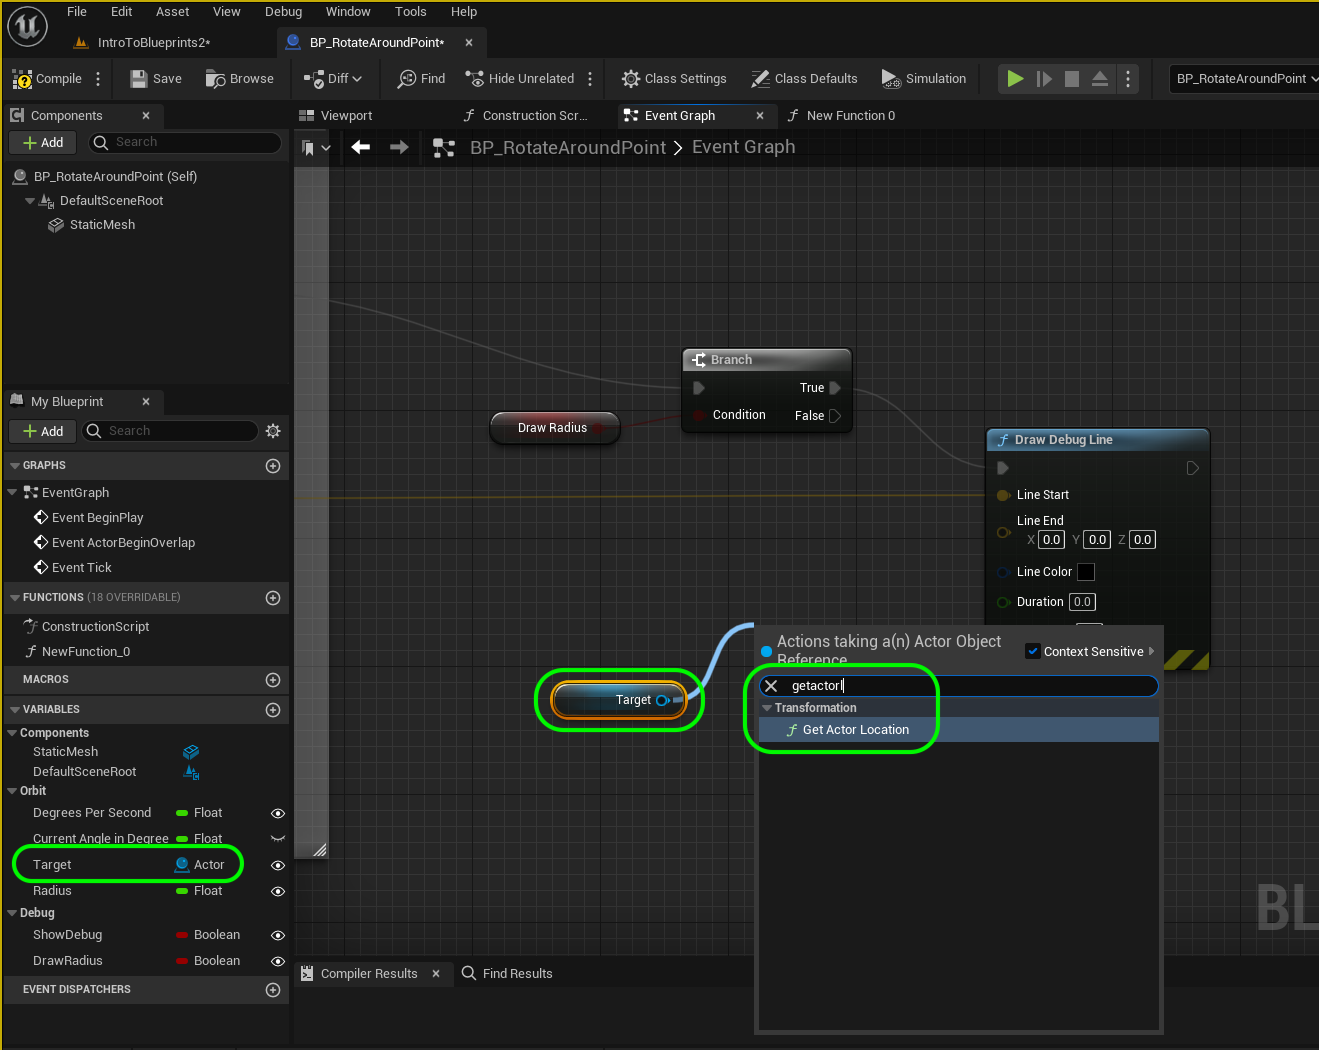 File Edit Asset View Debug Window Tools Help
IntroToBlueprints2*
BP_RotateAroundPoint*
Compile Save Browse Diff Find Hide Unrelated Class Settings Class Defaults Simulation BP_RotateAroundPoint
Components
Add
Search
BP_RotateAroundPoint (Self)
DefaultSceneRoot
StaticMesh
My Blueprint
Add
Search
GRAPHS
EventGraph
Event BeginPlay
Event ActorBeginOverlap
Event Tick
FUNCTIONS (18 OVERRIDABLE)
ConstructionScript
NewFunction_0
MACROS
VARIABLES
Components
StaticMesh
DefaultSceneRoot
Orbit
Degrees Per Second Float
Current Angle in Degree Float
Target Actor
Radius Float
Debug
ShowDebug Boolean
DrawRadius Boolean
EVENT DISPATCHERS
Viewport
Construction Scr...
Event Graph
New Function 0
BP_RotateAroundPoint > Event Graph
Branch
True
Condition False
Draw Radius
Draw Debug Line
Line Start
Line End
X 0.0 Y 0.0 Z 0.0
Line Color
Duration 0.0
Target
Actions taking a(n) Actor Object
Reference
Context Sensitive
getactorl
Transformation
Get Actor Location
BL
Compiler Results
Find Results